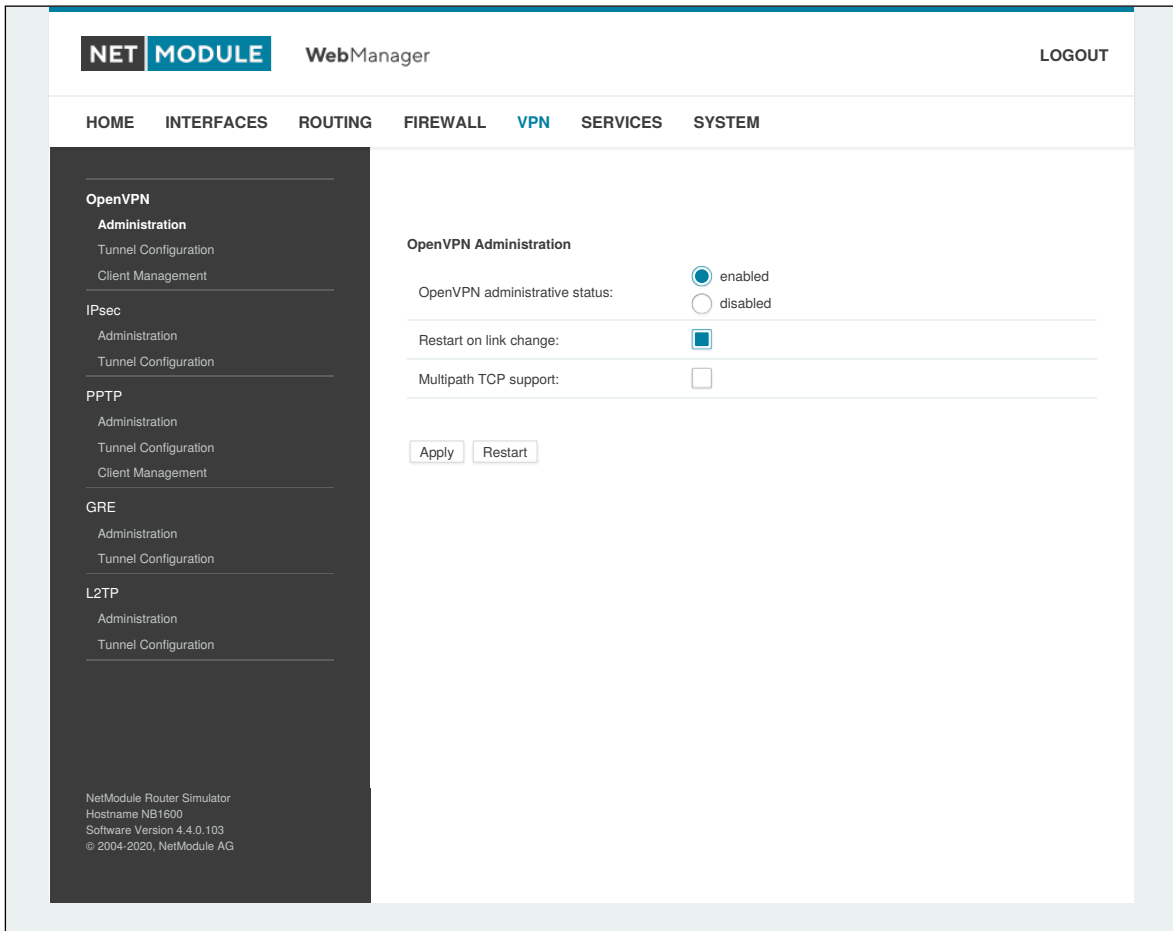 NET MODULE WebManager LOGOUT
HOME INTERFACES ROUTING FIREWALL VPN SERVICES SYSTEM
OpenVPN
Administration
Tunnel Configuration
Client Management
IPsec
Administration
Tunnel Configuration
PPTP
Administration
Tunnel Configuration
Client Management
GRE
Administration
Tunnel Configuration
L2TP
Administration
Tunnel Configuration
NetModule Router Simulator
Hostname NB1600
Software Version 4.4.0.103
© 2004-2020, NetModule AG
OpenVPN Administration
OpenVPN administrative status:
enabled
disabled
Restart on link change:
Multipath TCP support:
Apply Restart